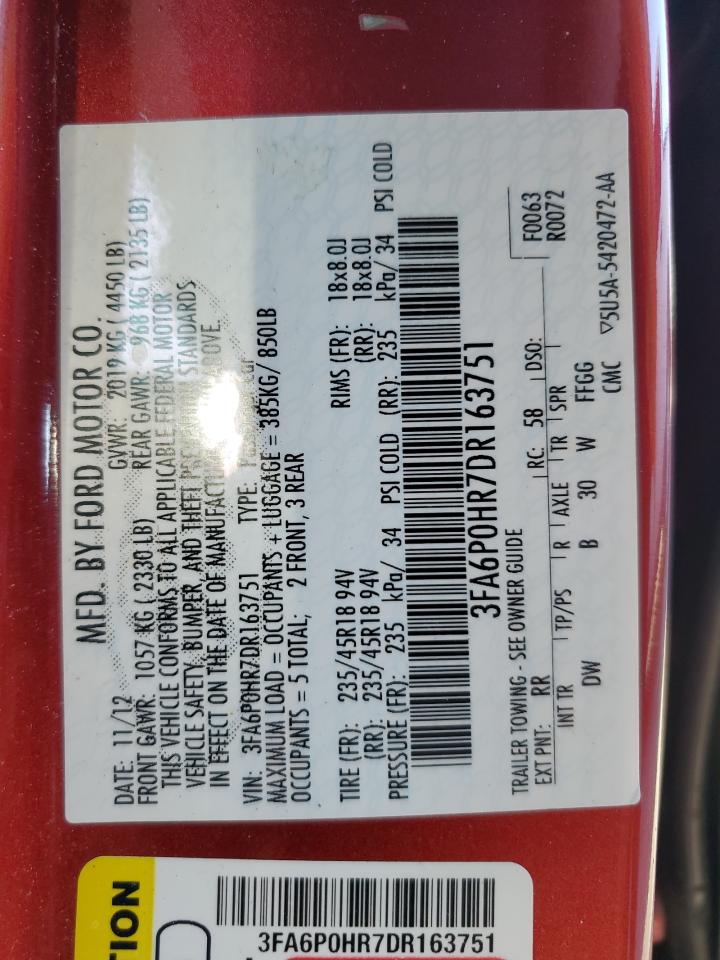 MFD. BY FORD MOTOR CO.
DATE: 11/12 GVWR: 2019 KG ( 4450 LB)
FRONT GAWR: 1057 KG ( 2330 LB) REAR GAWR: 968 KG ( 2135 LB)
THIS VEHICLE CONFORMS TO ALL APPLICABLE FEDERAL MOTOR
VEHICLE SAFETY, BUMPER, AND THEFT STANDARDS
IN EFFECT ON THE DATE OF MANUFACTURE ABOVE.
VIN: 3FA6P0HR7DR163751 TYPE:
MAXIMUM LOAD = OCCUPANTS + LUGGAGE = 385KG/ 850LB
OCCUPANTS = 5 TOTAL; 2 FRONT, 3 REAR
TIRE (FR): 235/45R18 94V RIMS (FR): 18x8.0J
(RR): 235/45R18 94V (RR): 18x8.0J
PRESSURE (FR): 235 kPa/ 34 PSI COLD (RR): 235 kPa/ 34 PSI COLD
3FA6P0HR7DR163751
TRAILER TOWING - SEE OWNER GUIDE F0063
EXT PNT: RR RC: 58 DSO: R0072
INT TR TP/PS R AXLE TR SPR
DW B 30 W FFGG
CMC ▽5U5A-5420472-AA
TION
3FA6P0HR7DR163751